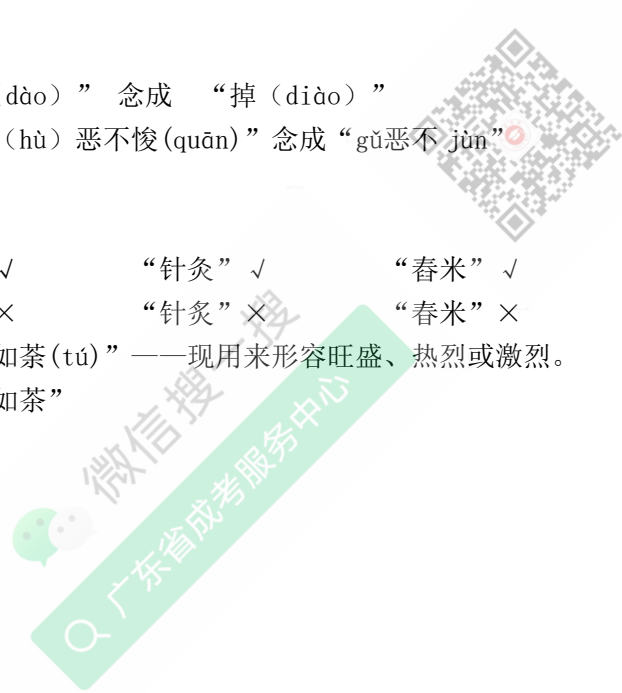 dào）” 念成 “掉（diào）”
（hù）恶不悛(quān)”念成“gǔ恶不 jùn”
√ “针灸”√ “舂米”√
× “针炙”× “春米”×
如荼(tú)”——现用来形容旺盛、热烈或激烈。
如茶”
微信搜一搜
广东省成考服务中心